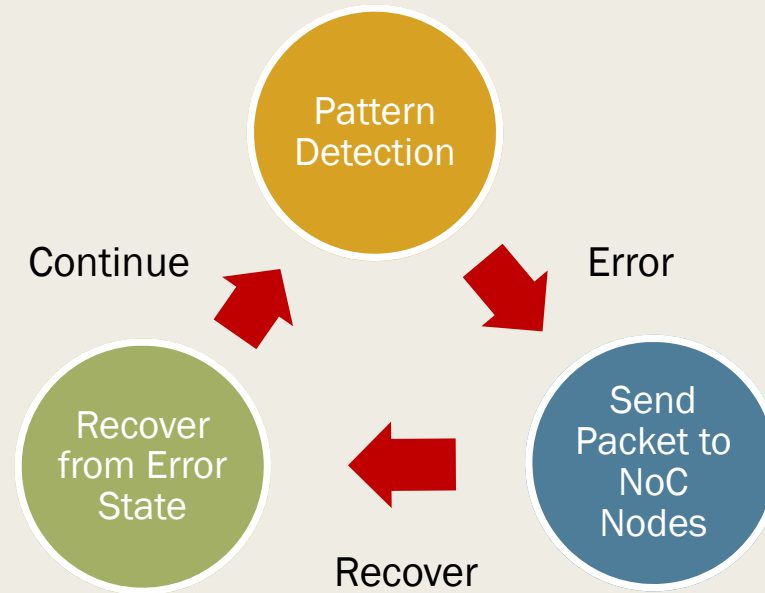 Pattern
Detection
Continue
Error
Recover
from Error
State
Send
Packet to
NoC
Nodes
Recover